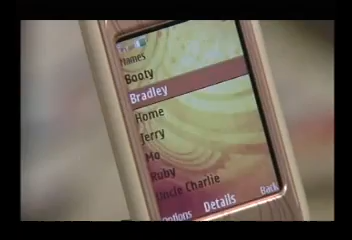 Names
Booty
Bradley
Home
Jerry
Mo
Ruby
Uncle Charlie
Options Details Back